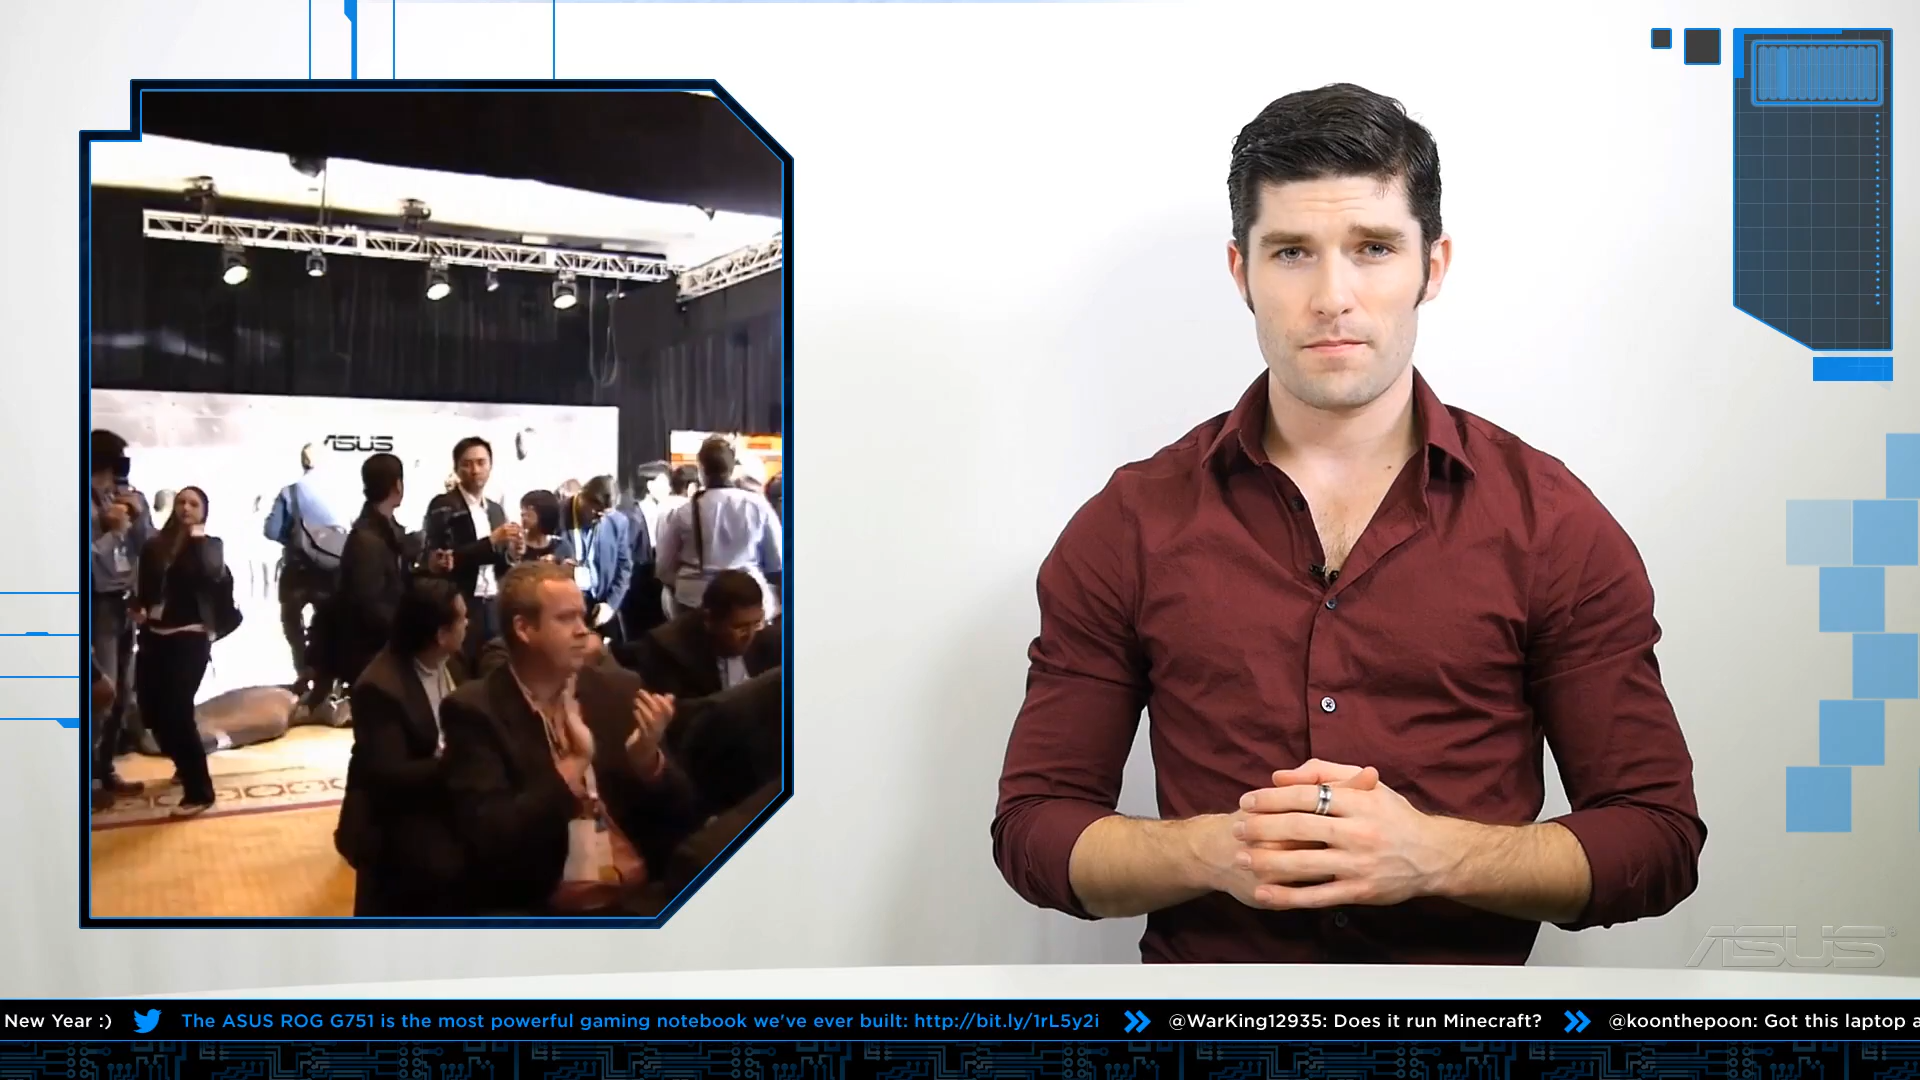 ASUS
ASUS
New Year :) The ASUS ROG G751 is the most powerful gaming notebook we've ever built: http://bit.ly/1rL5y2i @WarKing12935: Does it run Minecraft? @koonthepoon: Got this laptop a